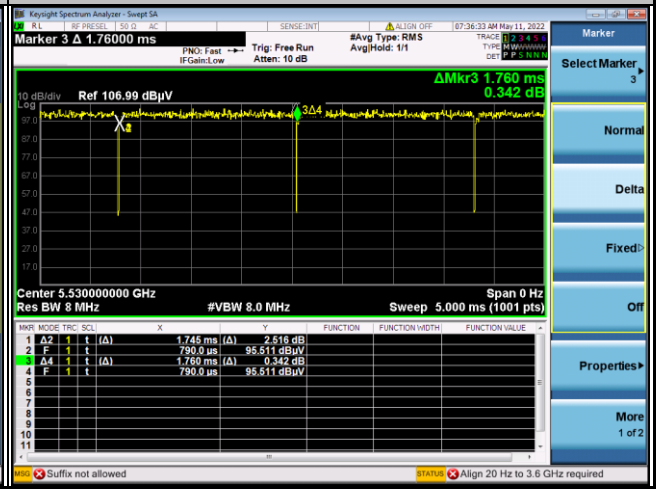 Keysight Spectrum Analyzer - Swept SA
RL RF PRESEL 50 Ω AC SENSE:INT ALIGN OFF 07:36:33 AM May 11, 2022
Marker 3 Δ 1.76000 ms
PNO: Fast Trig: Free Run #Avg Type: RMS TRACE 1 2 3 4 5 6
IFGain:Low Atten: 10 dB Avg|Hold: 1/1 TYPE MWWWWW
DET P P S N N N
ΔMkr3 1.760 ms
0.342 dB
10 dB/div Ref 106.99 dBµV
Log
97.0
87.0
77.0
67.0
57.0
47.0
37.0
27.0
17.0
3Δ4
Center 5.530000000 GHz Span 0 Hz
Res BW 8 MHz #VBW 8.0 MHz Sweep 5.000 ms (1001 pts)
MKR MODE TRC SCL X Y FUNCTION FUNCTION WIDTH FUNCTION VALUE
1 Δ2 1 t (Δ) 1.745 ms (Δ) 2.516 dB
2 F 1 t 790.0 µs 95.511 dBµV
3 Δ4 1 t (Δ) 1.760 ms (Δ) 0.342 dB
4 F 1 t 790.0 µs 95.511 dBµV
5
6
7
8
9
10
11
MSG Suffix not allowed STATUS Align 20 Hz to 3.6 GHz required
Marker
Select Marker
3
Normal
Delta
Fixed
Off
Properties
More
1 of 2